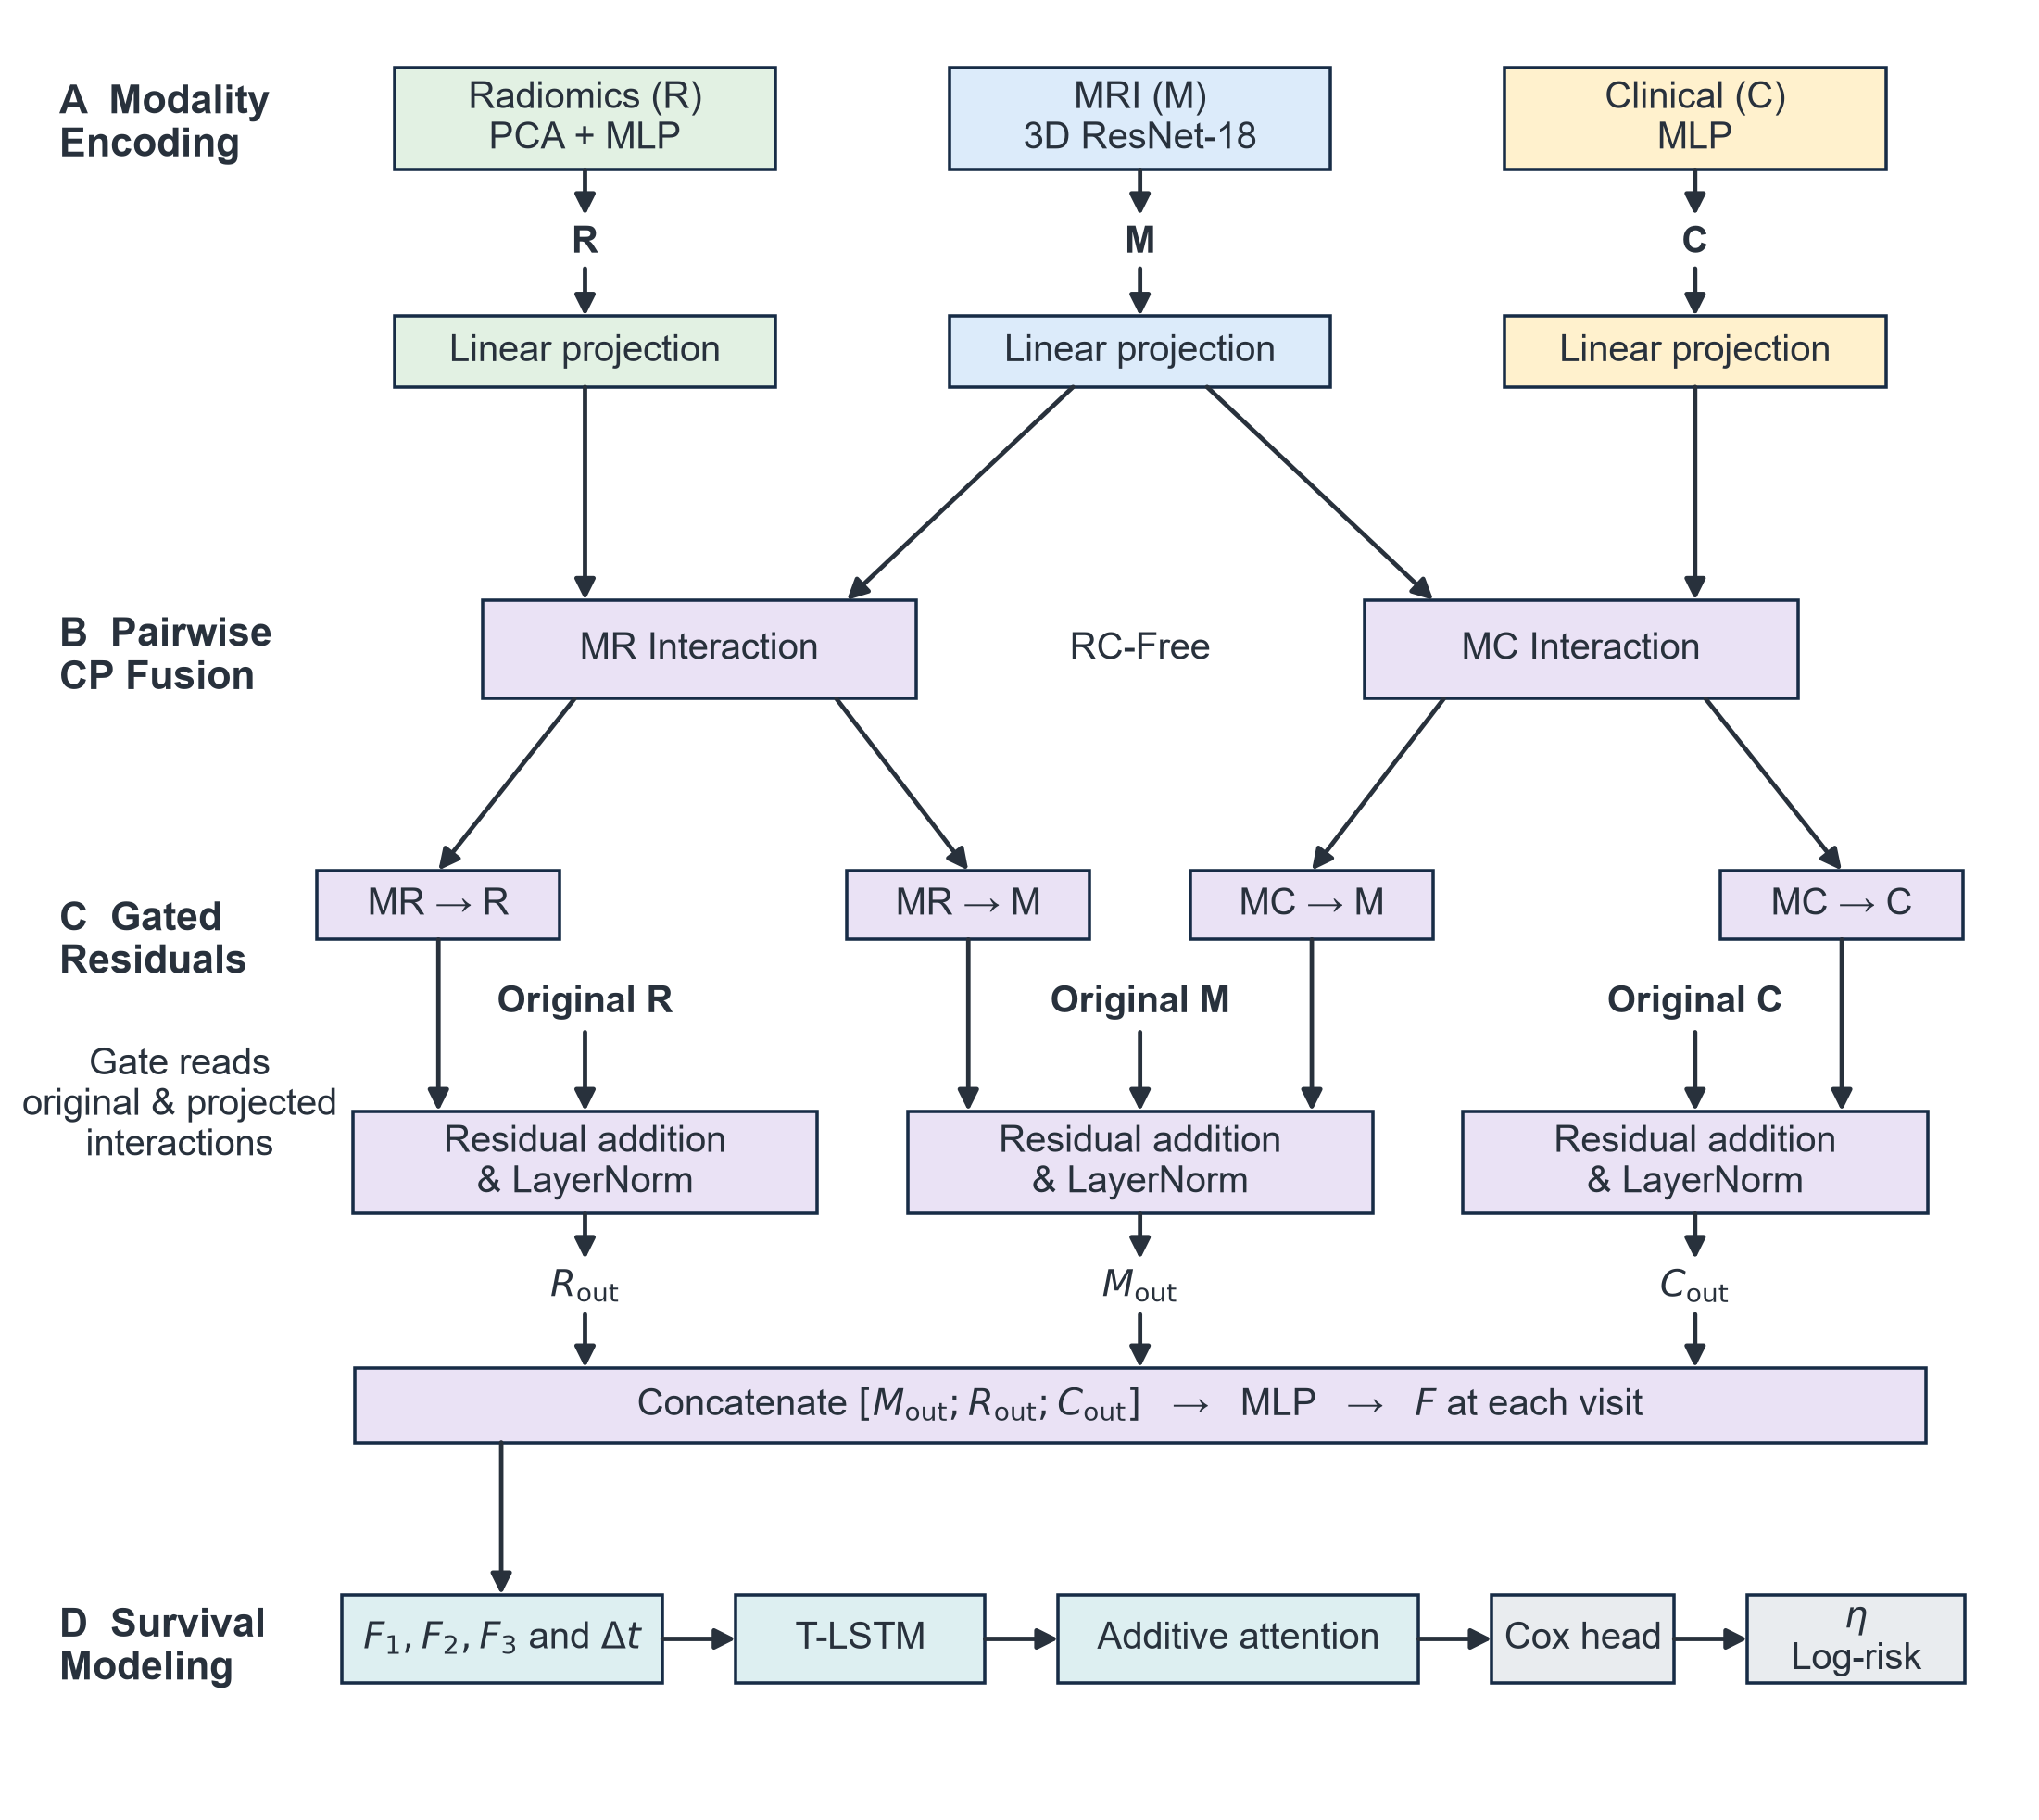 A Modality
Encoding
Radiomics (R)
PCA + MLP
MRI (M)
3D ResNet-18
Clinical (C)
MLP
R
M
C
Linear projection
Linear projection
Linear projection
B Pairwise
CP Fusion
MR Interaction
RC-Free
MC Interaction
C Gated
Residuals
MR → R
MR → M
MC → M
MC → C
Original R
Original M
Original C
Gate reads
original & projected
interactions
Residual addition
& LayerNorm
Residual addition
& LayerNorm
Residual addition
& LayerNorm
R_out
M_out
C_out
Concatenate [M_out; R_out; C_out] → MLP → F at each visit
D Survival
Modeling
F_1, F_2, F_3 and Δt
T-LSTM
Additive attention
Cox head
η
Log-risk